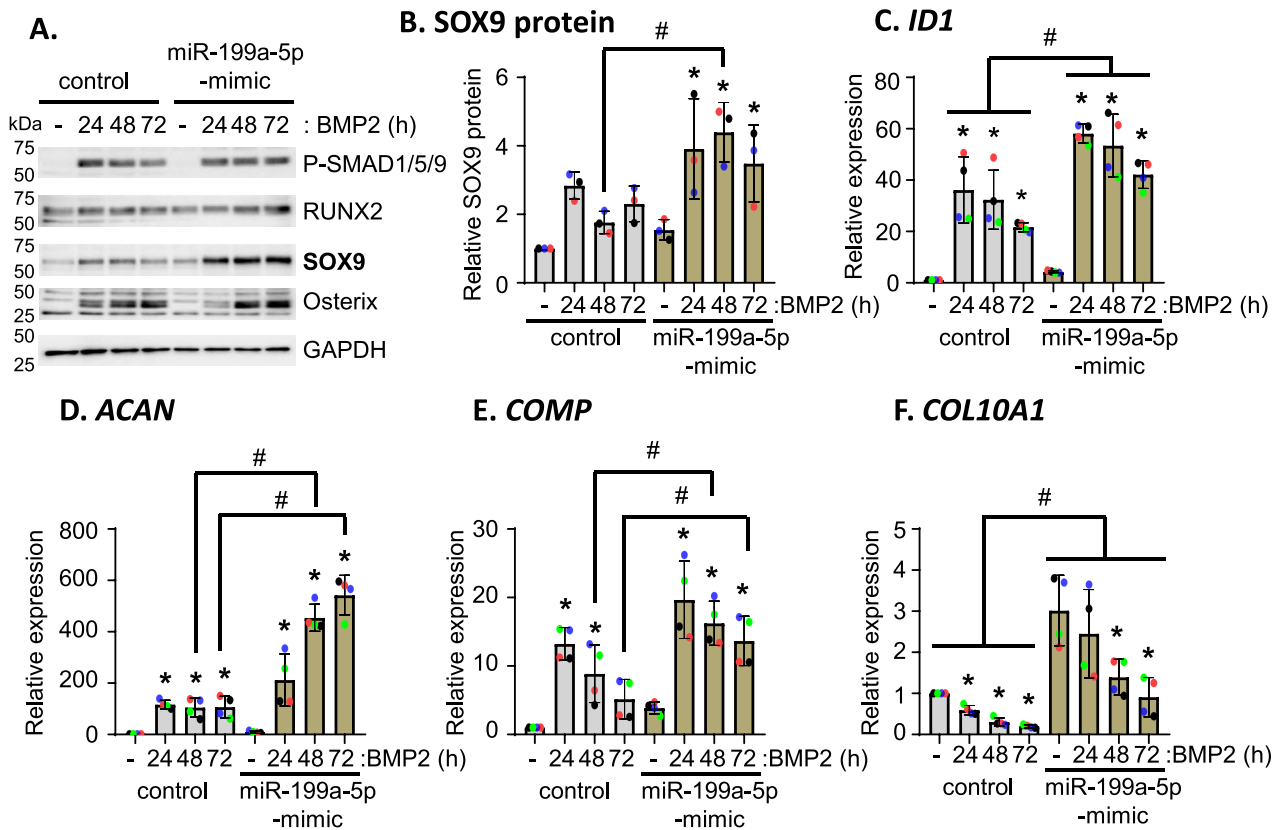 A.
control
miR-199a-5p
-mimic
kDa - 24 48 72 - 24 48 72 : BMP2 (h)
75
50
P-SMAD1/5/9
75
50
RUNX2
75
50
SOX9
50
25
Osterix
50
25
GAPDH
B. SOX9 protein
#
Relative SOX9 protein
6
4
2
0
* * *
- 24 48 72 - 24 48 72 :BMP2 (h)
control
miR-199a-5p
-mimic
C. ID1
#
Relative expression
80
60
40
20
0
* * * * * *
- 24 48 72 - 24 48 72 :BMP2 (h)
control
miR-199a-5p
-mimic
D. ACAN
#
#
Relative expression
800
600
400
200
0
* * * * * *
- 24 48 72 - 24 48 72 :BMP2 (h)
control
miR-199a-5p
-mimic
E. COMP
#
#
Relative expression
30
20
10
0
* * * * *
- 24 48 72 - 24 48 72 :BMP2 (h)
control
miR-199a-5p
-mimic
F. COL10A1
#
Relative expression
5
4
3
2
1
0
* * * * *
- 24 48 72 - 24 48 72 :BMP2 (h)
control
miR-199a-5p
-mimic